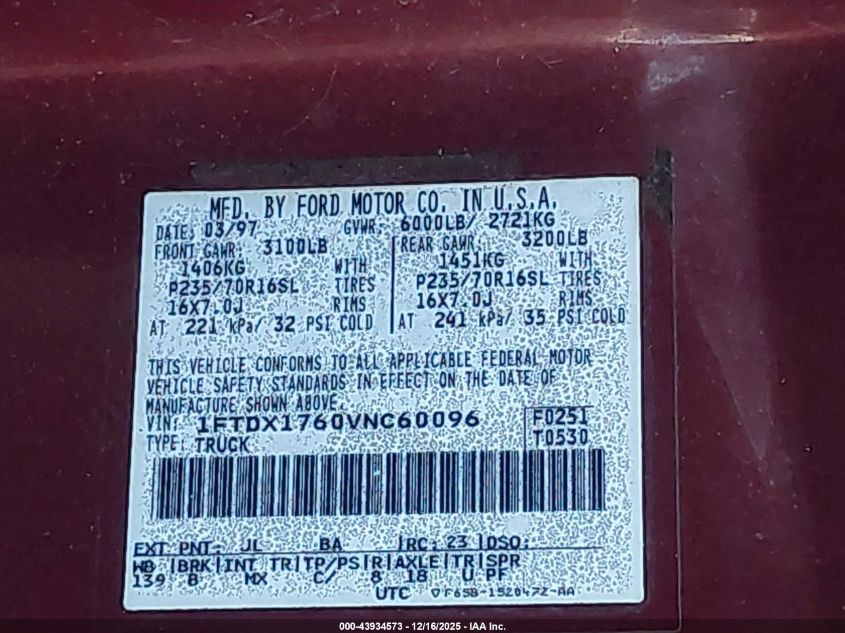 MFD. BY FORD MOTOR CO. IN U.S.A.
DATE: 03/97 GVWR: 6000LB/ 2721KG
FRONT GAWR: 3100LB REAR GAWR: 3200LB
1406KG WITH 1451KG WITH
P235/70R16SL TIRES P235/70R16SL TIRES
16X7.0J RIMS 16X7.0J RIMS
AT 221 kPa/ 32 PSI COLD AT 241 kPa/ 35 PSI COLD
THIS VEHICLE CONFORMS TO ALL APPLICABLE FEDERAL MOTOR
VEHICLE SAFETY STANDARDS IN EFFECT ON THE DATE OF
MANUFACTURE SHOWN ABOVE.
VIN: 1FTDX1760VNC60096 F0251
TYPE: TRUCK T0530
EXT PNT: JL BA |RC: 23 |DSO:
WB |BRK|INT TR|TP/PS|R|AXLE|TR|SPR
139 B MX C/ 8 18 U PF
UTC F65B-1520472-AA
000-43934573 - 12/16/2025 - IAA Inc.